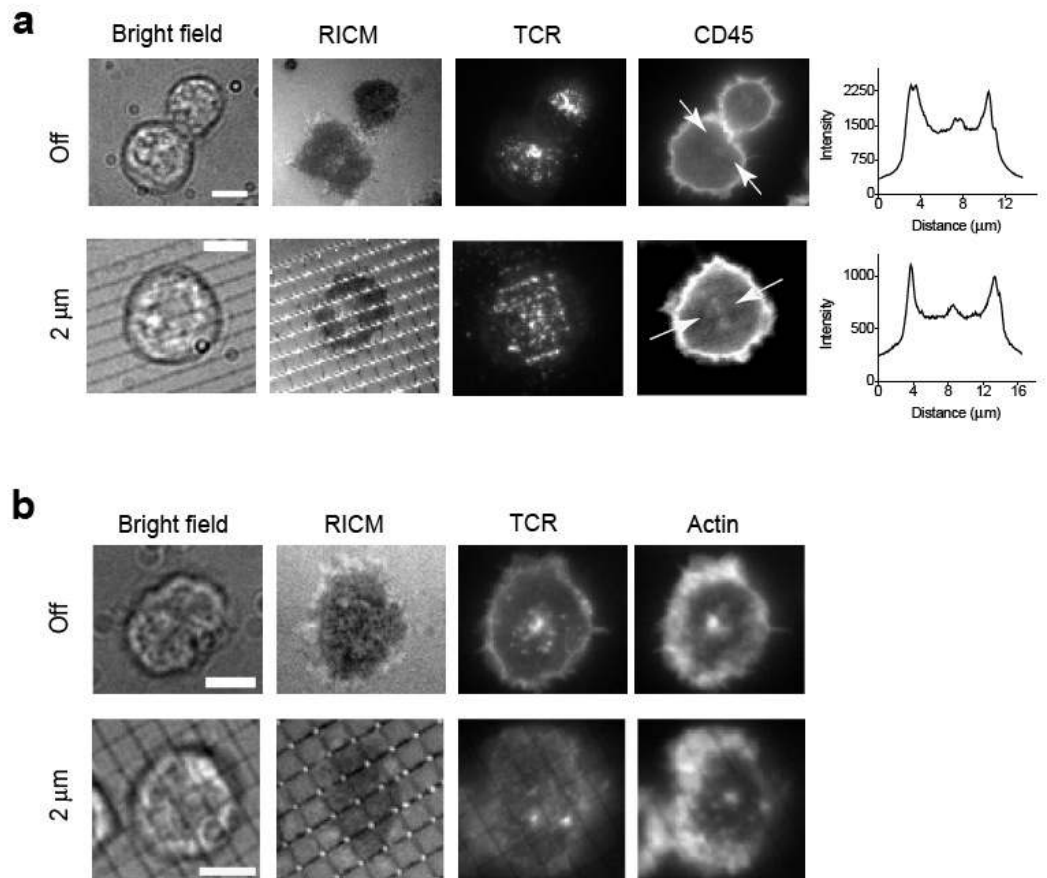 a
Bright field RICM TCR CD45
Off
2250
1500
750
0
Intensity
0 4 8 12
Distance (µm)
2 µm
1000
500
0
Intensity
0 4 8 12 16
Distance (µm)
b
Bright field RICM TCR Actin
Off
2 µm